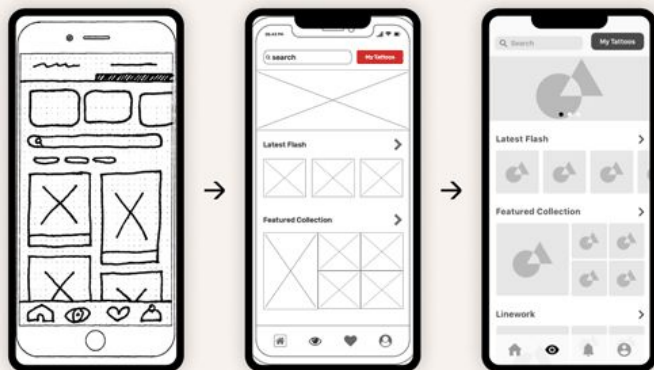 search
My Tattoos
Latest Flash
Featured Collection
Search
My Tattoos
Latest Flash
Featured Collection
Linework